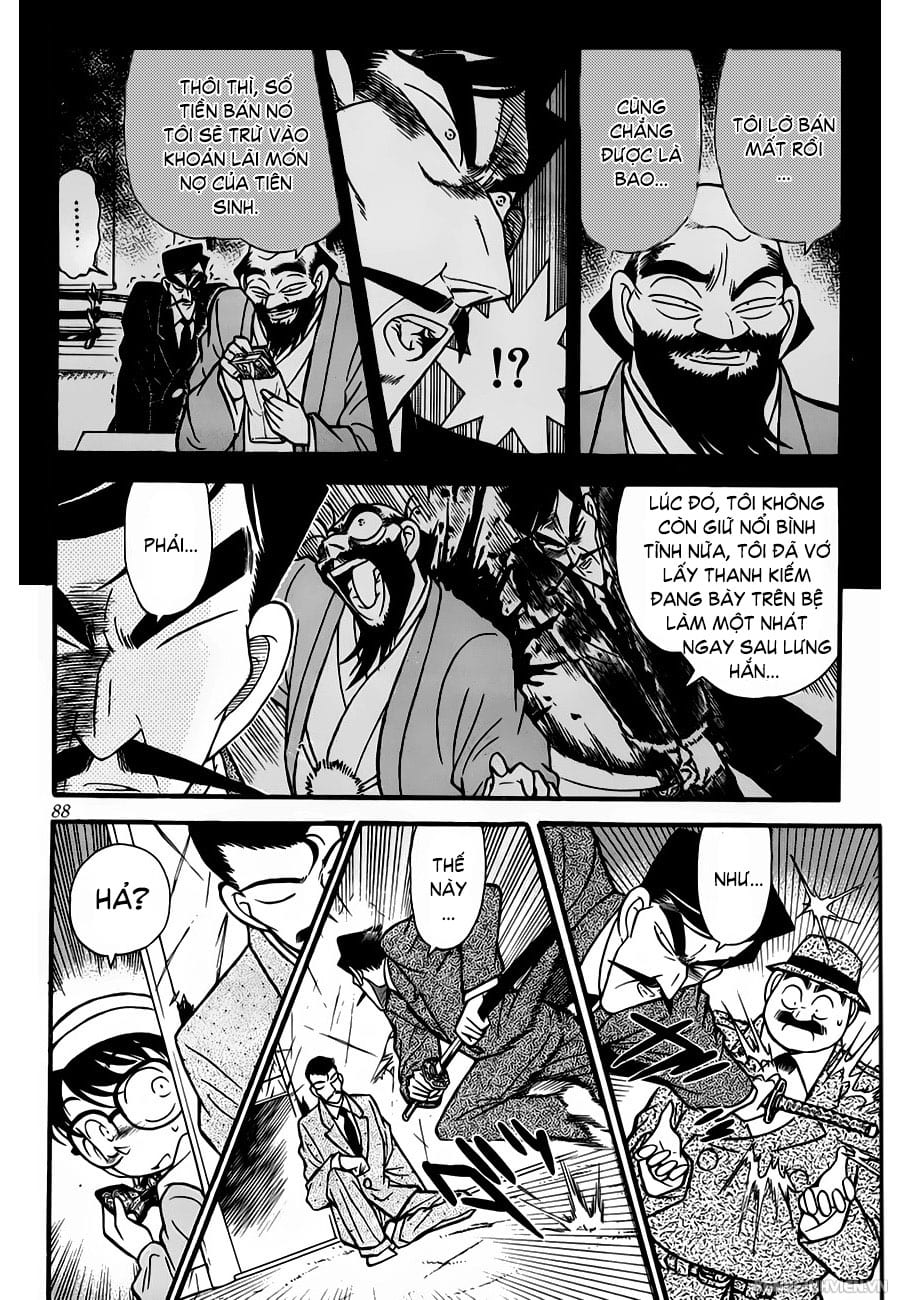 TÔI LỠ BÁN
MẤT RỒI
...
CŨNG
CHẲNG
ĐƯỢC LÀ
BAO...
!?
THÔI THÌ, SỐ
TIỀN BÁN NÓ
TÔI SẼ TRỪ VÀO
KHOẢN LÃI MÓN
NỢ CỦA TIÊN
SINH.
........
LÚC ĐÓ, TÔI KHÔNG
CÒN GIỮ NỔI BÌNH
TĨNH NỮA, TÔI ĐÃ VỚ
LẤY THANH KIẾM
ĐANG BÀY TRÊN BỆ
LÀM MỘT NHÁT
NGAY SAU LƯNG
HẮN...
PHẢI...
88
NHƯ...
THẾ
NÀY
...
HẢ?